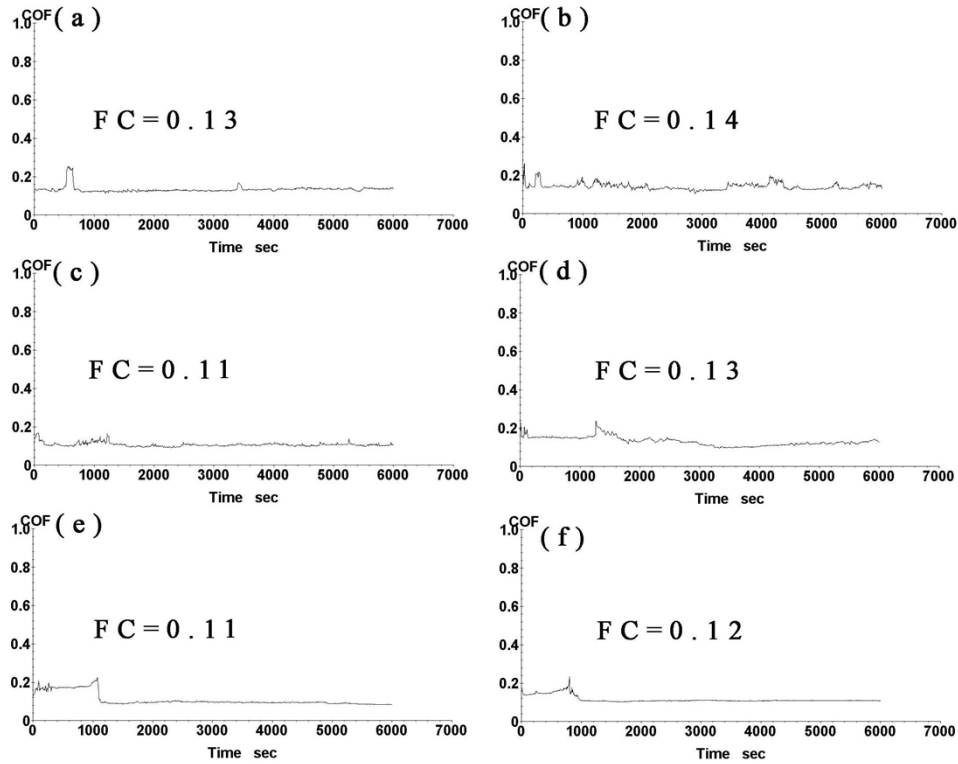 COF ( a )
1.0
0.8
0.6
0.4
0.2
0
F C = 0 . 1 3
0 1000 2000 3000 4000 5000 6000 7000
Time sec
COF ( b )
1.0
0.8
0.6
0.4
0.2
0
F C = 0 . 1 4
0 1000 2000 3000 4000 5000 6000 7000
Time sec
COF ( c )
1.0
0.8
0.6
0.4
0.2
0
F C = 0 . 1 1
0 1000 2000 3000 4000 5000 6000 7000
Time sec
COF ( d )
1.0
0.8
0.6
0.4
0.2
0
F C = 0 . 1 3
0 1000 2000 3000 4000 5000 6000 7000
Time sec
COF ( e )
1.0
0.8
0.6
0.4
0.2
0
F C = 0 . 1 1
0 1000 2000 3000 4000 5000 6000 7000
Time sec
COF ( f )
1.0
0.8
0.6
0.4
0.2
0
F C = 0 . 1 2
0 1000 2000 3000 4000 5000 6000 7000
Time sec